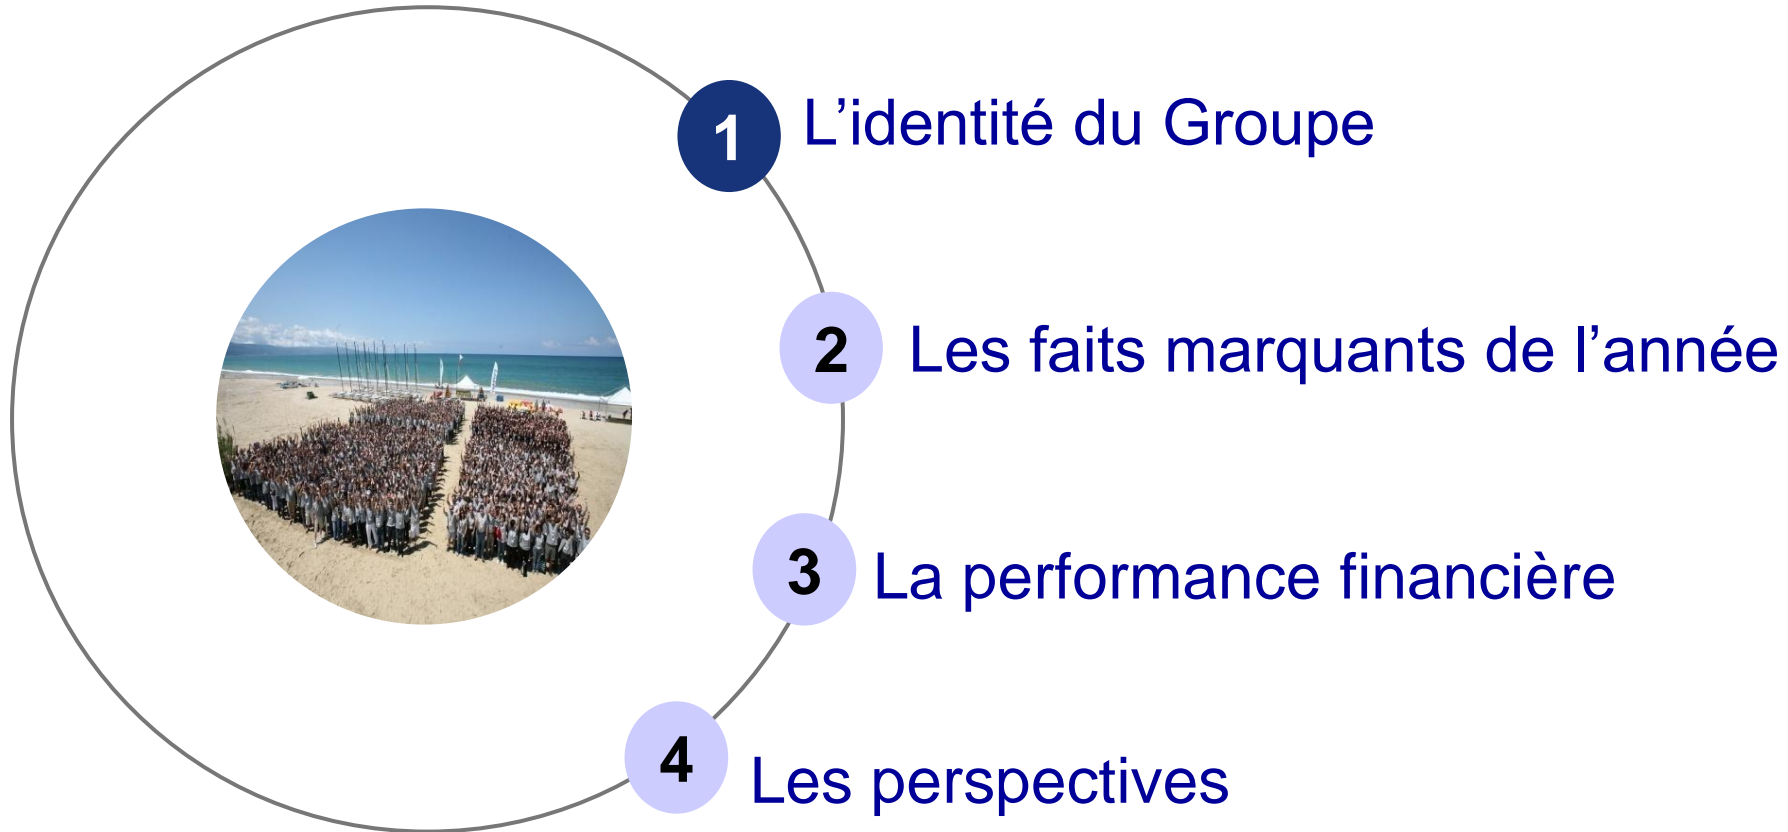 1 L’identité du Groupe
2 Les faits marquants de l’année
3 La performance financière
4 Les perspectives